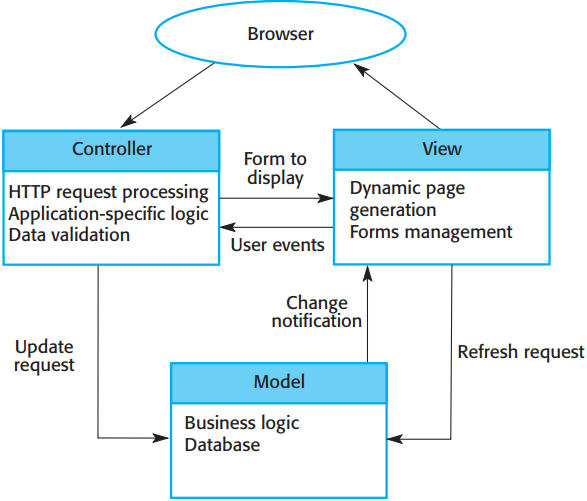 Browser
Controller
HTTP request processing
Application-specific logic
Data validation
Form to
display
User events
View
Dynamic page
generation
Forms management
Update
request
Change
notification
Refresh request
Model
Business logic
Database